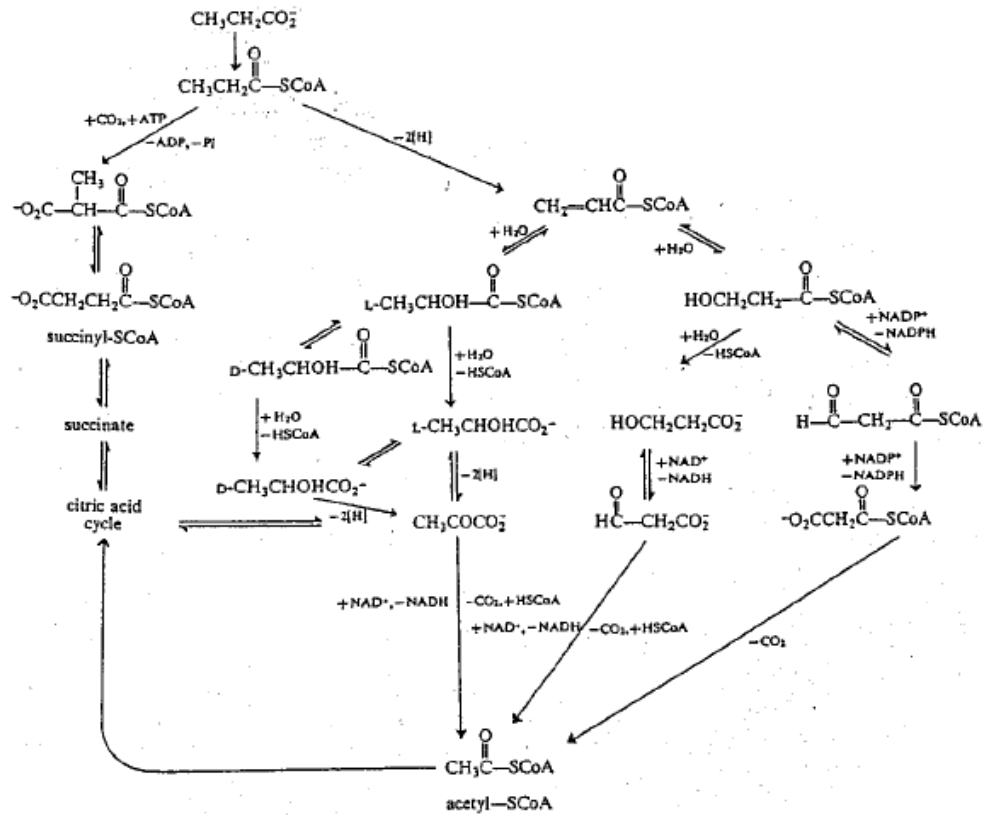 CH₃CH₂CO₂⁻
O
CH₃CH₂C—SCoA
+CO₂,+ATP
−ADP,−Pi
−2[H]
CH₃ O
⁻O₂C—CH—C—SCoA
O
CH₂=CHC—SCoA
+H₂O
+H₂O
O
⁻O₂CCH₂CH₂C—SCoA
succinyl-SCoA
O
L-CH₃CHOH—C—SCoA
O
HOCH₂CH₂—C—SCoA
+NADP⁺
−NADPH
+H₂O
−HSCoA
O
D-CH₃CHOH—C—SCoA
+H₂O
−HSCoA
O O
H—C—CH₂—C—SCoA
succinate
+H₂O
−HSCoA
L-CH₃CHOHCO₂⁻
HOCH₂CH₂CO₂⁻
+NAD⁺
−NADH
+NADP⁺
−NADPH
−2[H]
D-CH₃CHOHCO₂⁻
−2[H]
citric acid
cycle
CH₃COCO₂⁻
O
HC—CH₂CO₂⁻
O
⁻O₂CCH₂C—SCoA
+NAD⁺,−NADH −CO₂,+HSCoA
+NAD⁺,−NADH −CO₂,+HSCoA
−CO₂
O
CH₃C—SCoA
acetyl—SCoA